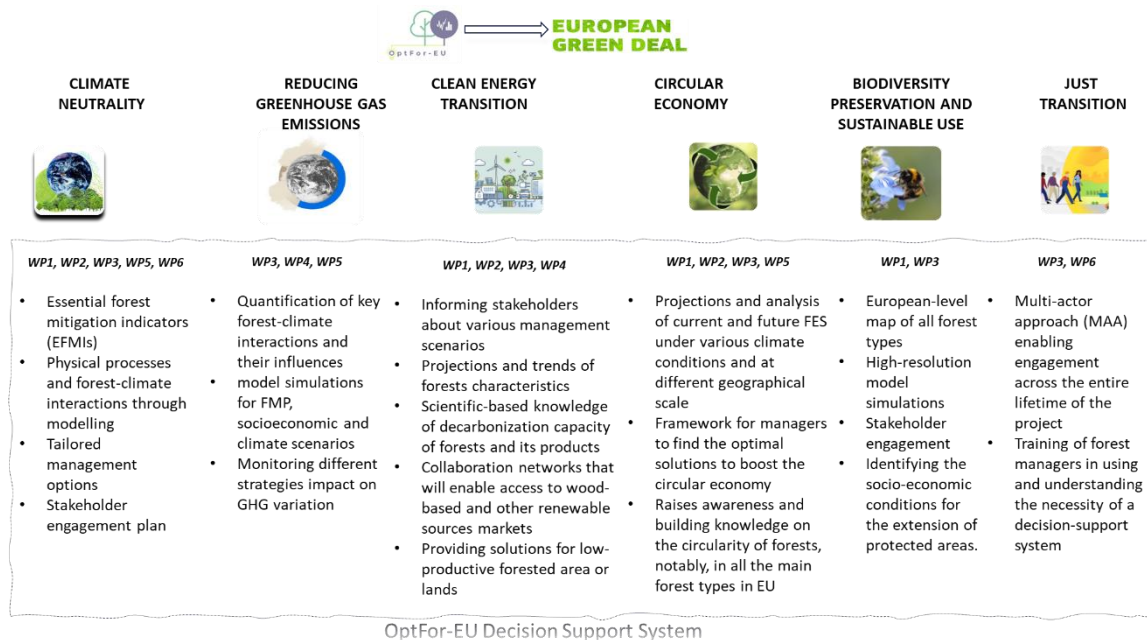 OptFor-EU
EUROPEAN
GREEN DEAL
CLIMATE
NEUTRALITY
REDUCING
GREENHOUSE GAS
EMISSIONS
CLEAN ENERGY
TRANSITION
CIRCULAR
ECONOMY
BIODIVERSITY
PRESERVATION AND
SUSTAINABLE USE
JUST
TRANSITION
WP1, WP2, WP3, WP5, WP6
• Essential forest
mitigation indicators
(EFMIs)
• Physical processes
and forest-climate
interactions through
modelling
• Tailored
management
options
• Stakeholder
engagement plan
WP3, WP4, WP5
• Quantification of key
forest-climate
interactions and
their influences
• model simulations
for FMP,
socioeconomic and
climate scenarios
• Monitoring different
strategies impact on
GHG variation
WP1, WP2, WP3, WP4
• Informing stakeholders
about various management
scenarios
• Projections and trends of
forests characteristics
• Scientific-based knowledge
of decarbonization capacity
of forests and its products
• Collaboration networks that
will enable access to wood-
based and other renewable
sources markets
• Providing solutions for low-
productive forested area or
lands
WP1, WP2, WP3, WP5
• Projections and analysis
of current and future FES
under various climate
conditions and at
different geographical
scale
• Framework for managers
to find the optimal
solutions to boost the
circular economy
• Raises awareness and
building knowledge on
the circularity of forests,
notably, in all the main
forest types in EU
WP1, WP3
• European-level
map of all forest
types
• High-resolution
model
simulations
• Stakeholder
engagement
• Identifying the
socio-economic
conditions for
the extension of
protected areas.
WP3, WP6
• Multi-actor
approach (MAA)
enabling
engagement
across the entire
lifetime of the
project
• Training of forest
managers in using
and understanding
the necessity of a
decision-support
system
OptFor-EU Decision Support System